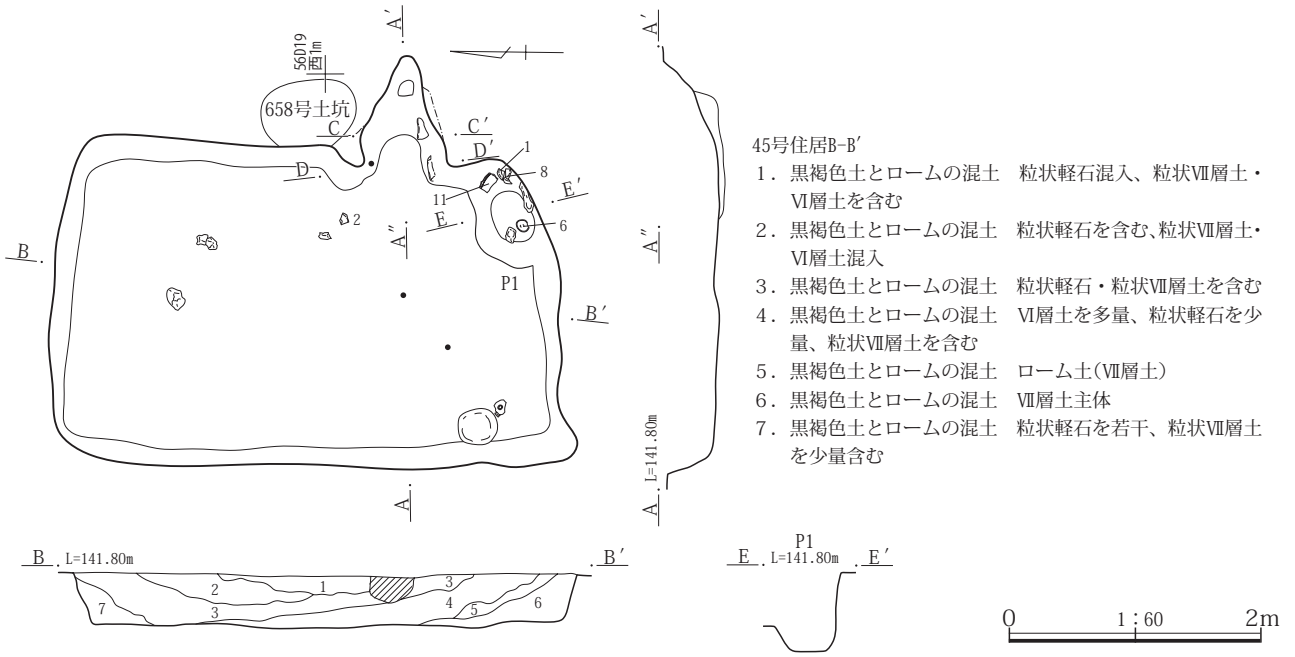 A′
A′
56D19
西1m
658号土坑
C
C′
D′
1
D
8
11
E′
E
6
2
A″
A″
B
P1
B′
A
L=141.80m
A
45号住居B-B′
1．黒褐色土とロームの混土　粒状軽石混入、粒状Ⅶ層土・
Ⅵ層土を含む
2．黒褐色土とロームの混土　粒状軽石を含む、粒状Ⅶ層土・
Ⅵ層土混入
3．黒褐色土とロームの混土　粒状軽石・粒状Ⅶ層土を含む
4．黒褐色土とロームの混土　Ⅵ層土を多量、粒状軽石を少
量、粒状Ⅶ層土を含む
5．黒褐色土とロームの混土　ローム土(Ⅶ層土)
6．黒褐色土とロームの混土　Ⅶ層土主体
7．黒褐色土とロームの混土　粒状軽石を若干、粒状Ⅶ層土
を少量含む
B L=141.80m B′
2 1 3
7 3 4 5 6
P1
E L=141.80m E′
0 1：60 2m